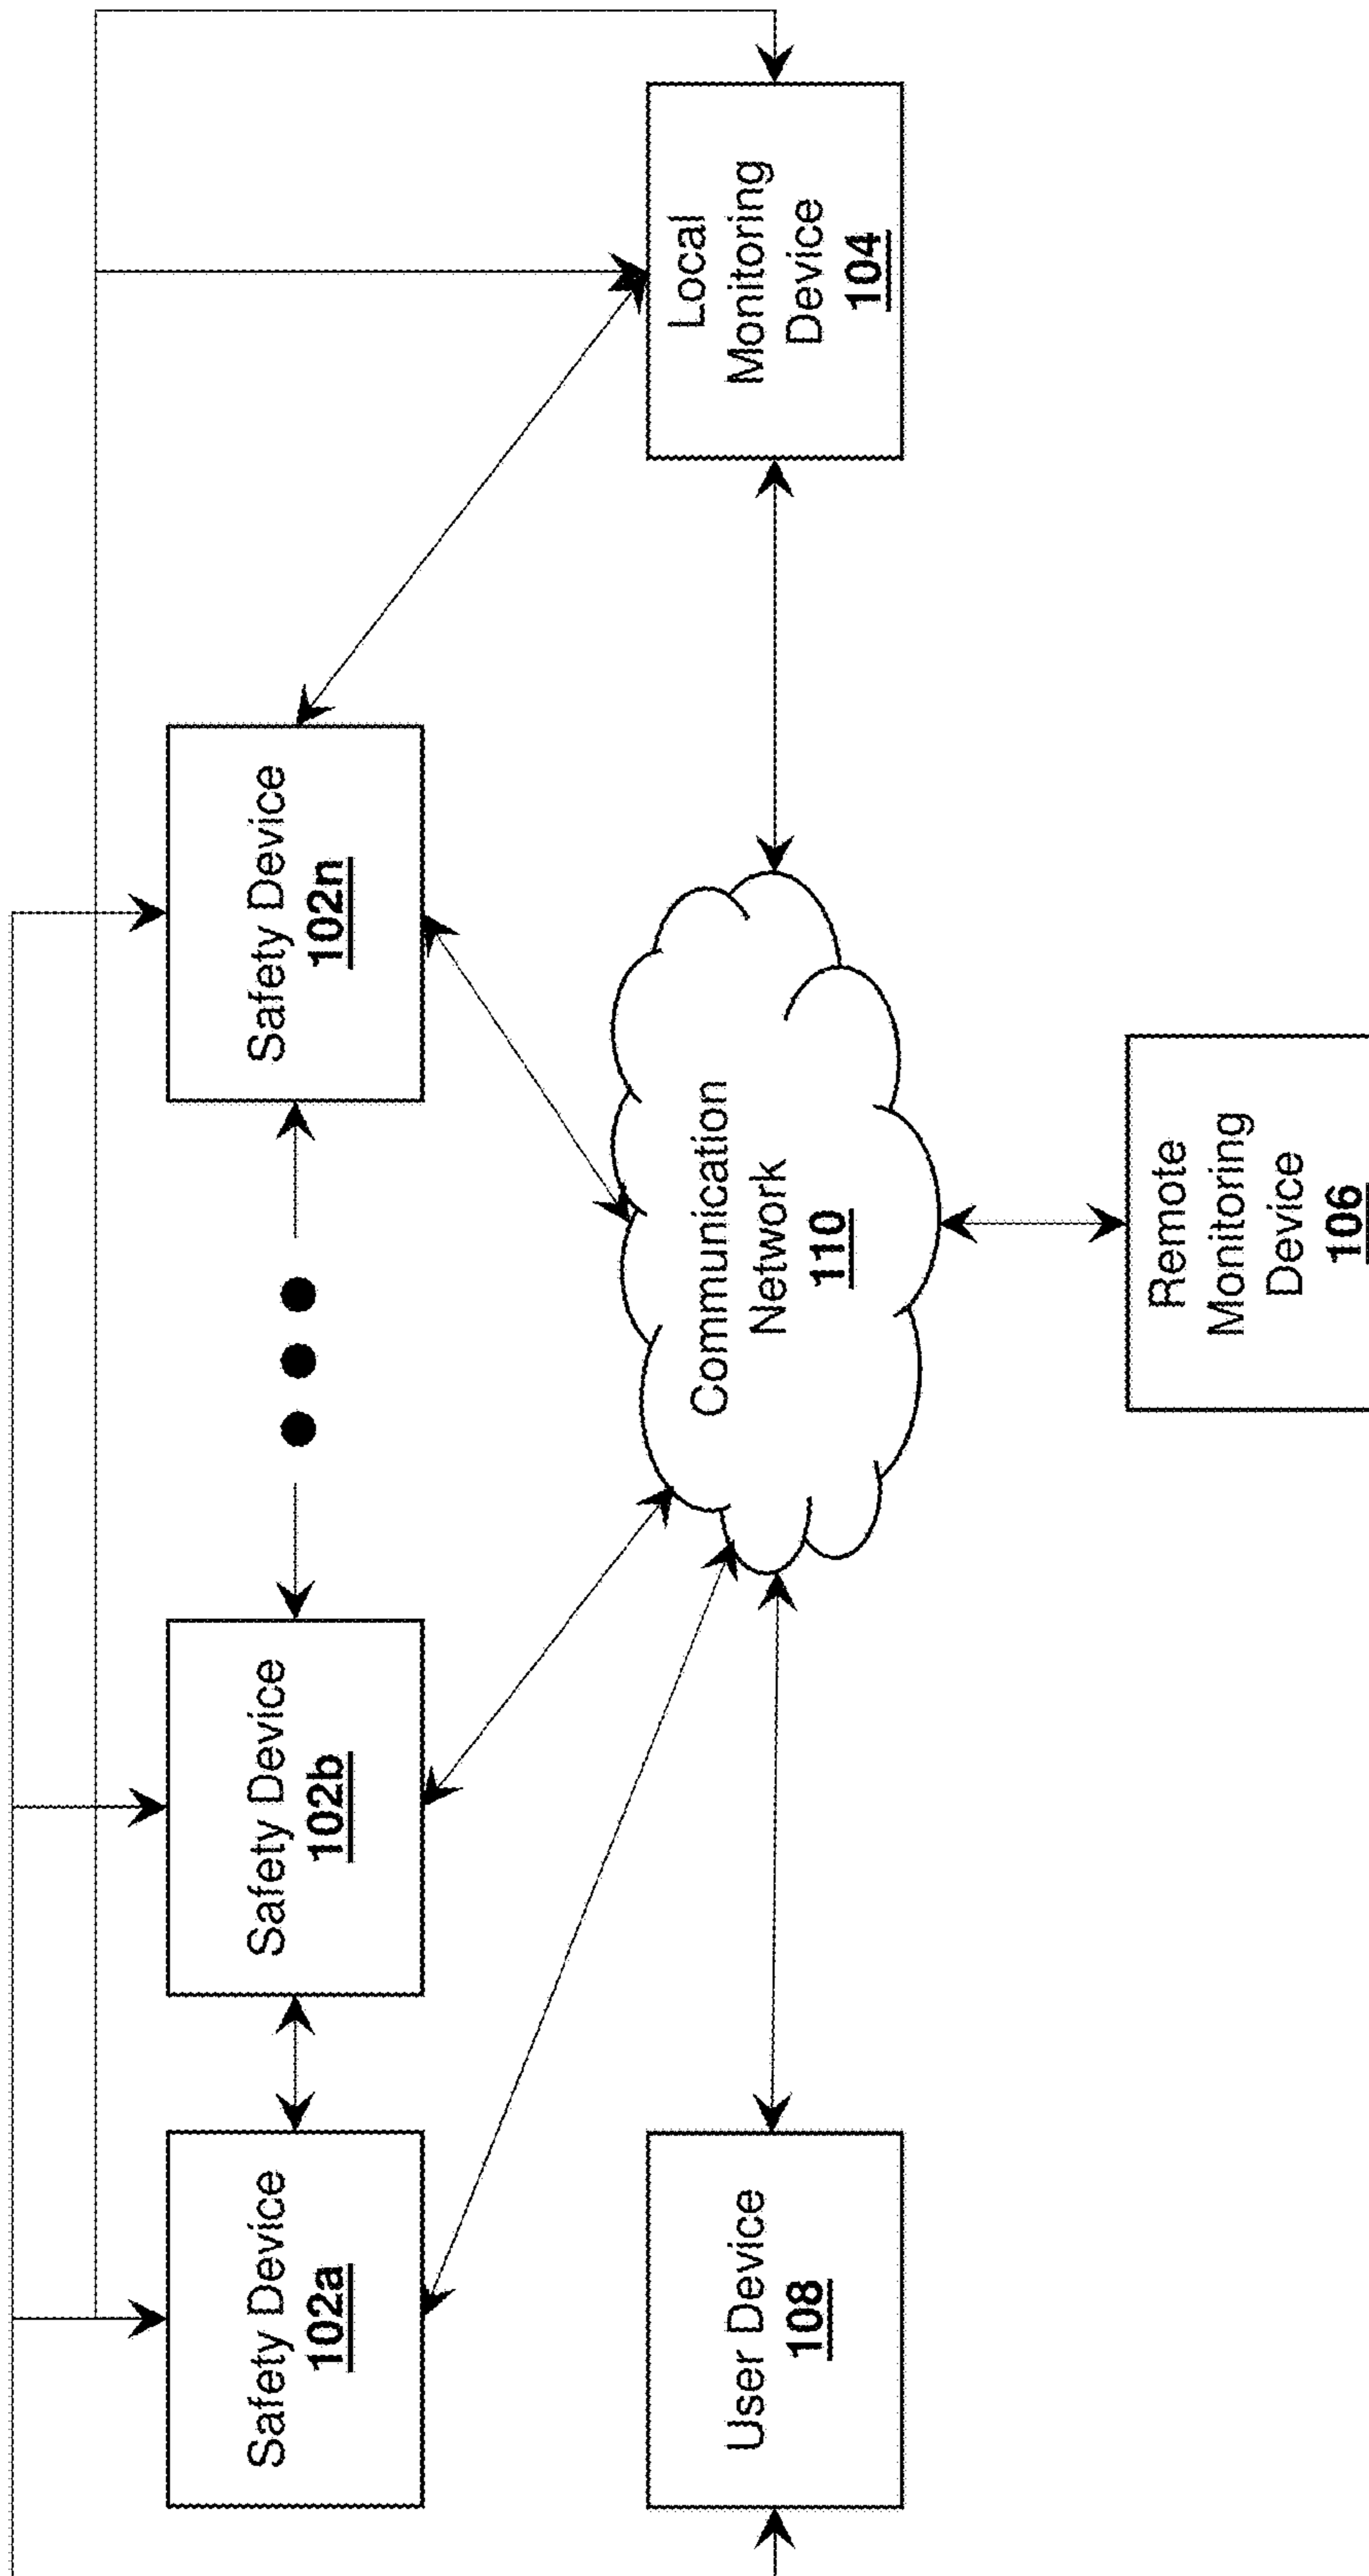 Safety Device
102a
Safety Device
102b
Safety Device
102n
User Device
108
Communication
Network
110
Local
Monitoring
Device
104
Remote
Monitoring
Device
106